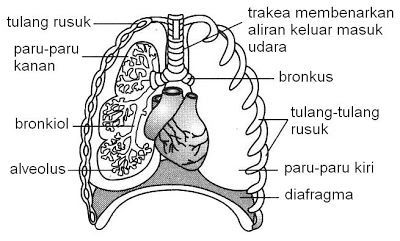 tulang rusuk
paru-paru
kanan
bronkiol
alveolus
trakea membenarkan
aliran keluar masuk
udara
bronkus
tulang-tulang
rusuk
paru-paru kiri
diafragma